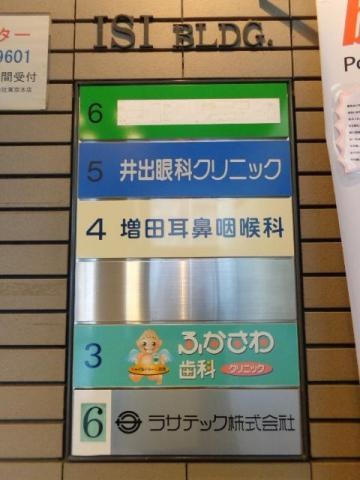 ISI BLDG.
ター
9601
間受付
6
5 井出眼科クリニック
4 増田耳鼻咽喉科
3 ふかさわ
歯科 クリニック
6 ラサテック株式会社
Po